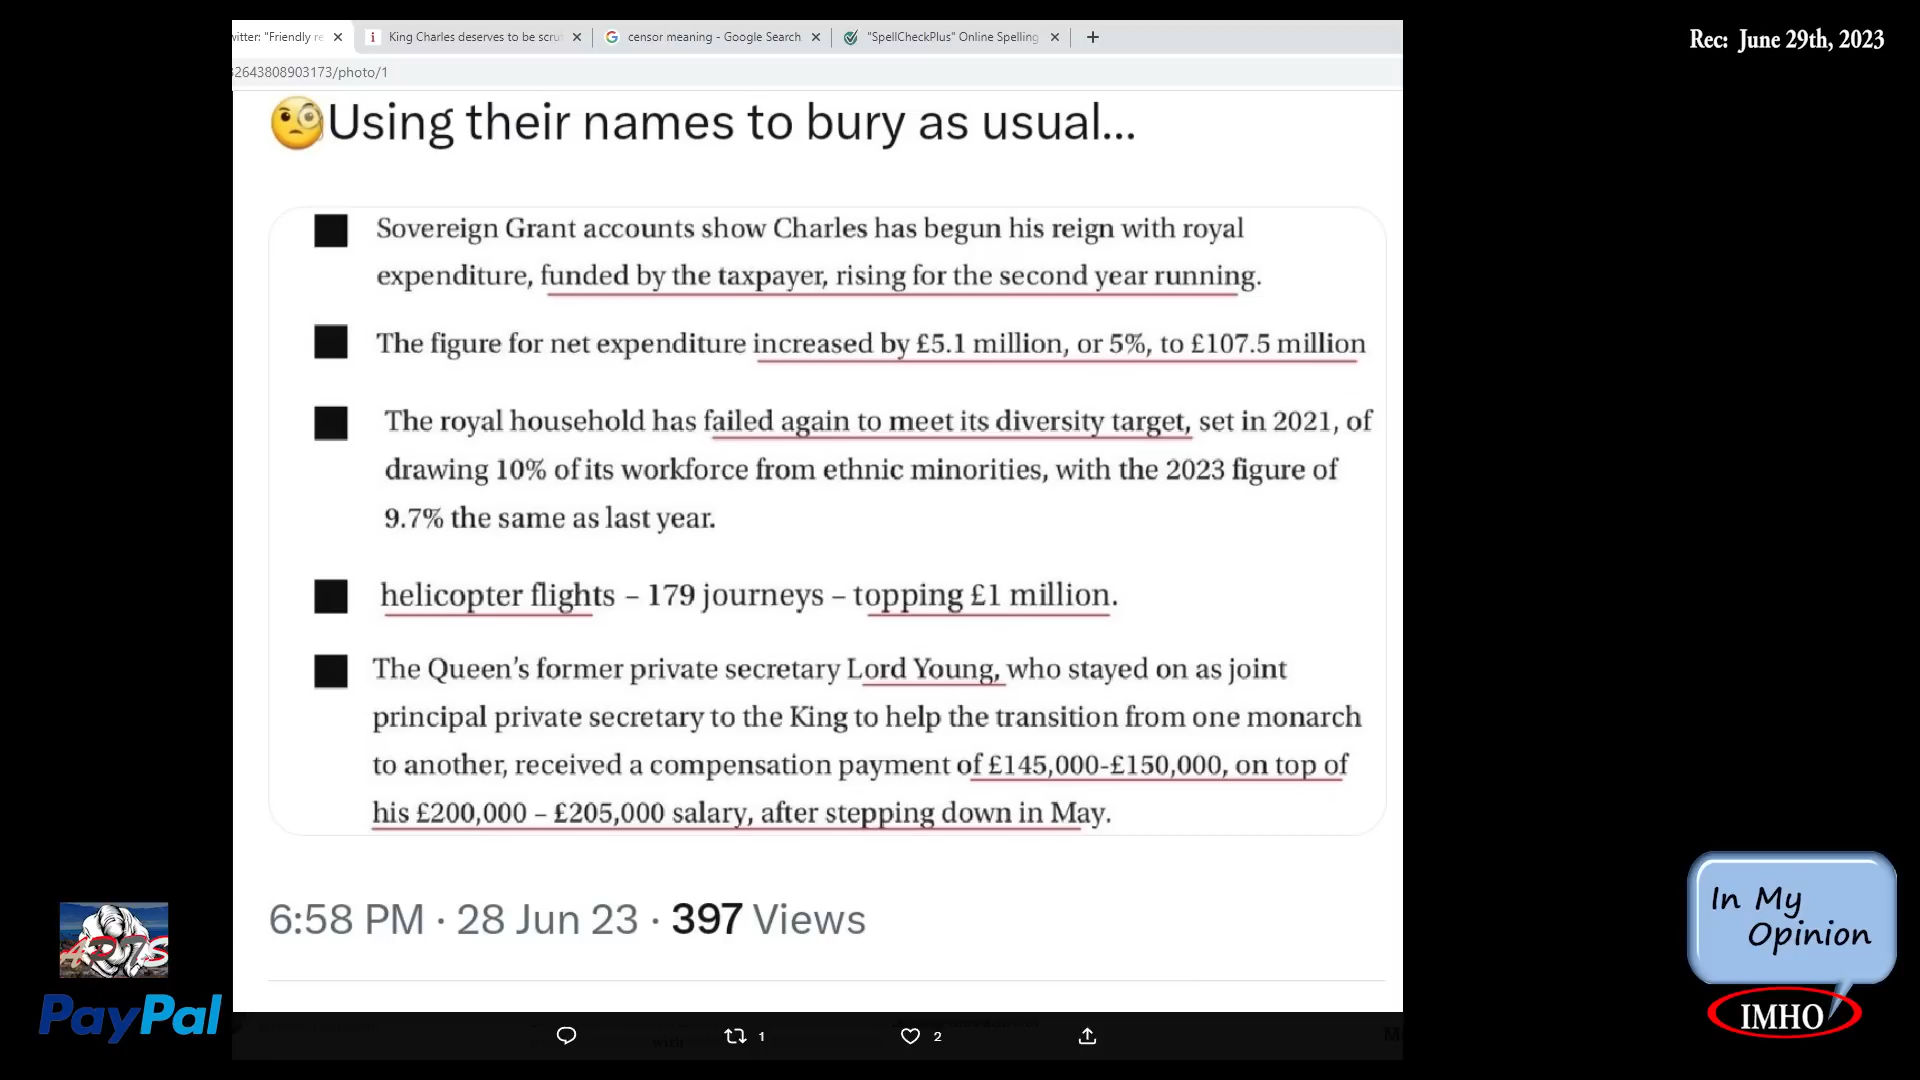 witter: "Friendly re
King Charles deserves to be scru
censor meaning - Google Search
"SpellCheckPlus" Online Spelling
Rec: June 29th, 2023
32643808903173/photo/1
Using their names to bury as usual...
Sovereign Grant accounts show Charles has begun his reign with royal
expenditure, funded by the taxpayer, rising for the second year running.
The figure for net expenditure increased by £5.1 million, or 5%, to £107.5 million
The royal household has failed again to meet its diversity target, set in 2021, of
drawing 10% of its workforce from ethnic minorities, with the 2023 figure of
9.7% the same as last year.
helicopter flights – 179 journeys – topping £1 million.
The Queen's former private secretary Lord Young, who stayed on as joint
principal private secretary to the King to help the transition from one monarch
to another, received a compensation payment of £145,000-£150,000, on top of
his £200,000 – £205,000 salary, after stepping down in May.
6:58 PM · 28 Jun 23 · 397 Views
1
2
PayPal
In My
Opinion
IMHO